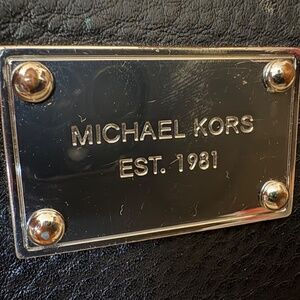 MICHAEL KORS
EST. 1981